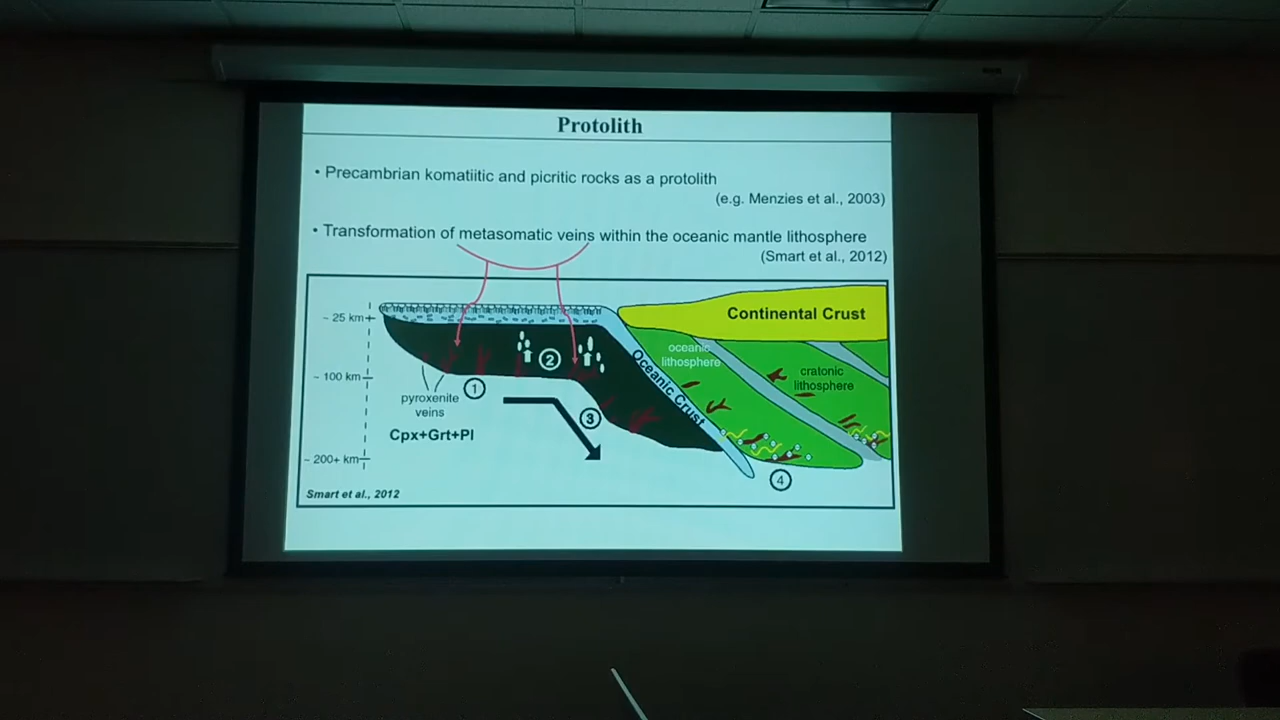 Protolith
• Precambrian komatiitic and picritic rocks as a protolith
(e.g. Menzies et al., 2003)
• Transformation of metasomatic veins within the oceanic mantle lithosphere
(Smart et al., 2012)
~ 25 km
~ 100 km
~ 200+ km
pyroxenite
veins
Cpx+Grt+Pl
1
2
3
Oceanic Crust
oceanic
lithosphere
Continental Crust
cratonic
lithosphere
4
Smart et al., 2012